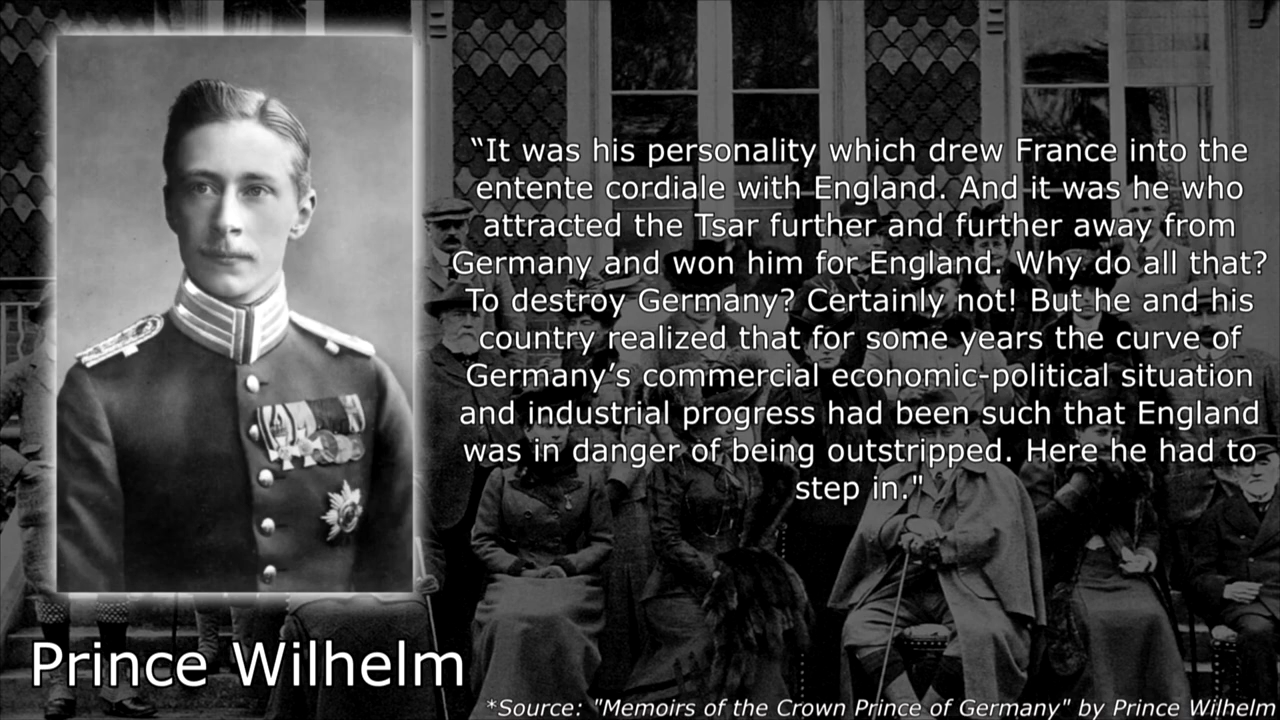 “It was his personality which drew France into the
entente cordiale with England. And it was he who
attracted the Tsar further and further away from
Germany and won him for England. Why do all that?
To destroy Germany? Certainly not! But he and his
country realized that for some years the curve of
Germany’s commercial economic-political situation
and industrial progress had been such that England
was in danger of being outstripped. Here he had to
step in."
Prince Wilhelm
*Source: "Memoirs of the Crown Prince of Germany" by Prince Wilhelm